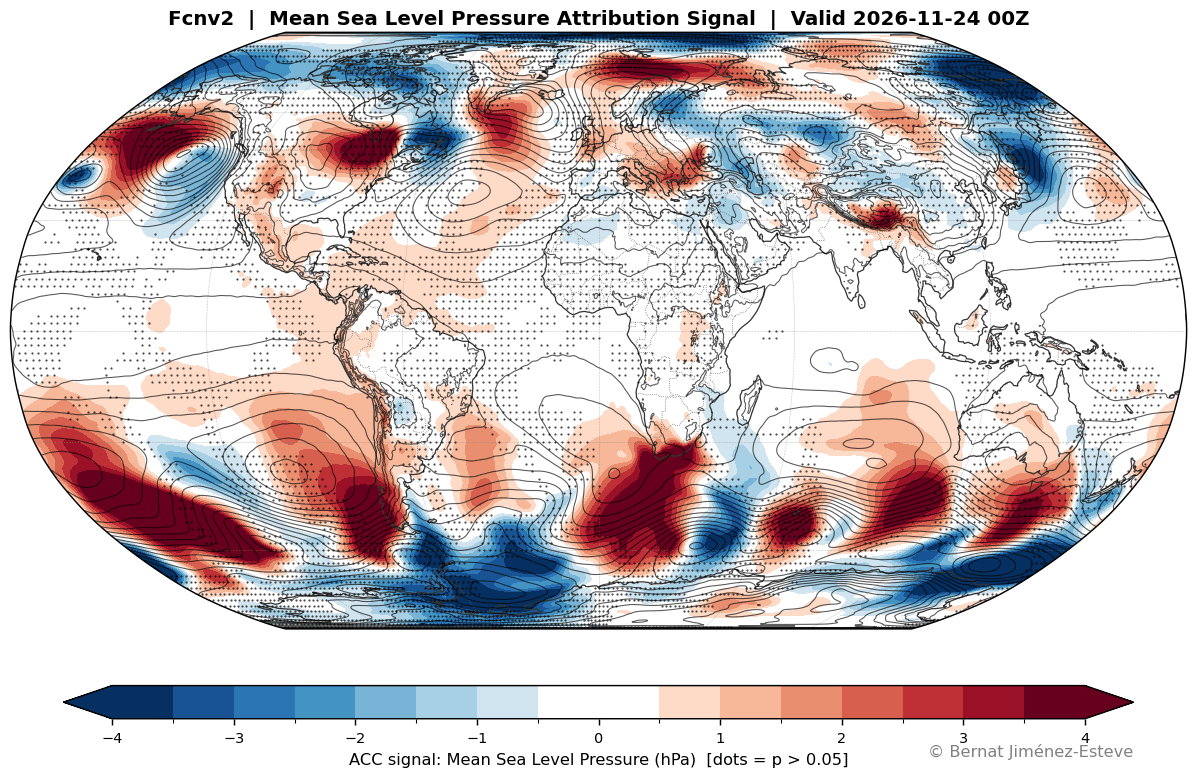 Fcnv2 | Mean Sea Level Pressure Attribution Signal | Valid 2026-11-24 00Z
−4 −3 −2 −1 0 1 2 3 4
ACC signal: Mean Sea Level Pressure (hPa) [dots = p > 0.05]
© Bernat Jiménez-Esteve